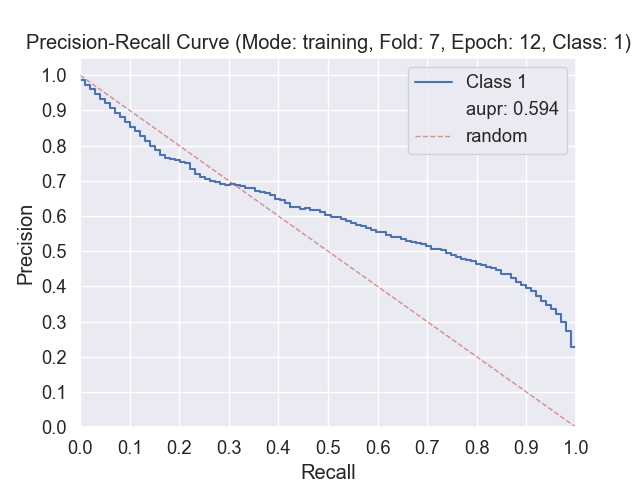 Precision-Recall Curve (Mode: training, Fold: 7, Epoch: 12, Class: 1)
Class 1
aupr: 0.594
random
Precision
1.0
0.9
0.8
0.7
0.6
0.5
0.4
0.3
0.2
0.1
0.0
0.0 0.1 0.2 0.3 0.4 0.5 0.6 0.7 0.8 0.9 1.0
Recall